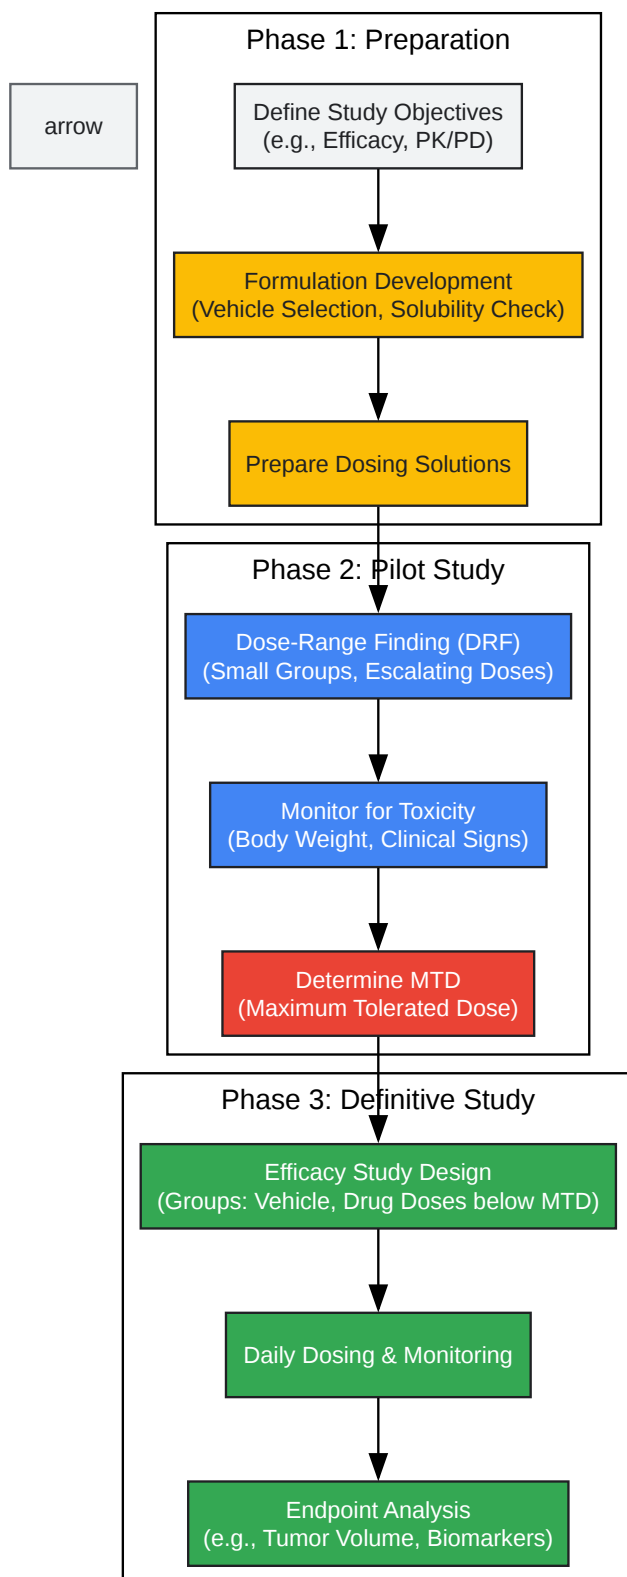 Phase 1: Preparation
arrow
Define Study Objectives
(e.g., Efficacy, PK/PD)
Formulation Development
(Vehicle Selection, Solubility Check)
Prepare Dosing Solutions
Phase 2: Pilot Study
Dose-Range Finding (DRF)
(Small Groups, Escalating Doses)
Monitor for Toxicity
(Body Weight, Clinical Signs)
Determine MTD
(Maximum Tolerated Dose)
Phase 3: Definitive Study
Efficacy Study Design
(Groups: Vehicle, Drug Doses below MTD)
Daily Dosing & Monitoring
Endpoint Analysis
(e.g., Tumor Volume, Biomarkers)